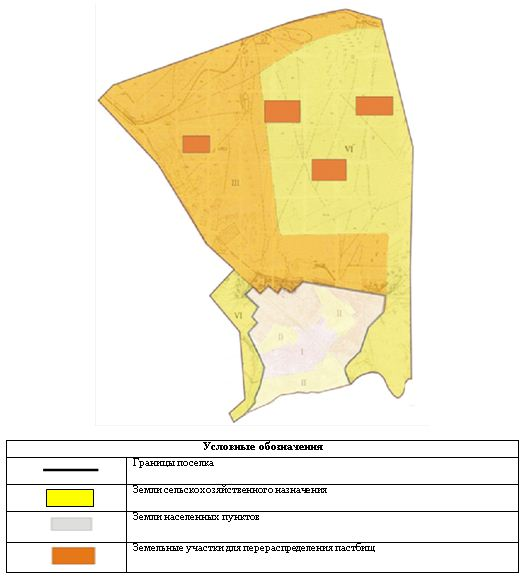 VI
III
VI
II
II
I
II
Условные обозначения
Границы поселка
Земли сельскохозяйственного назначения
Земли населенных пунктов
Земельные участки для перераспределения пастбищ